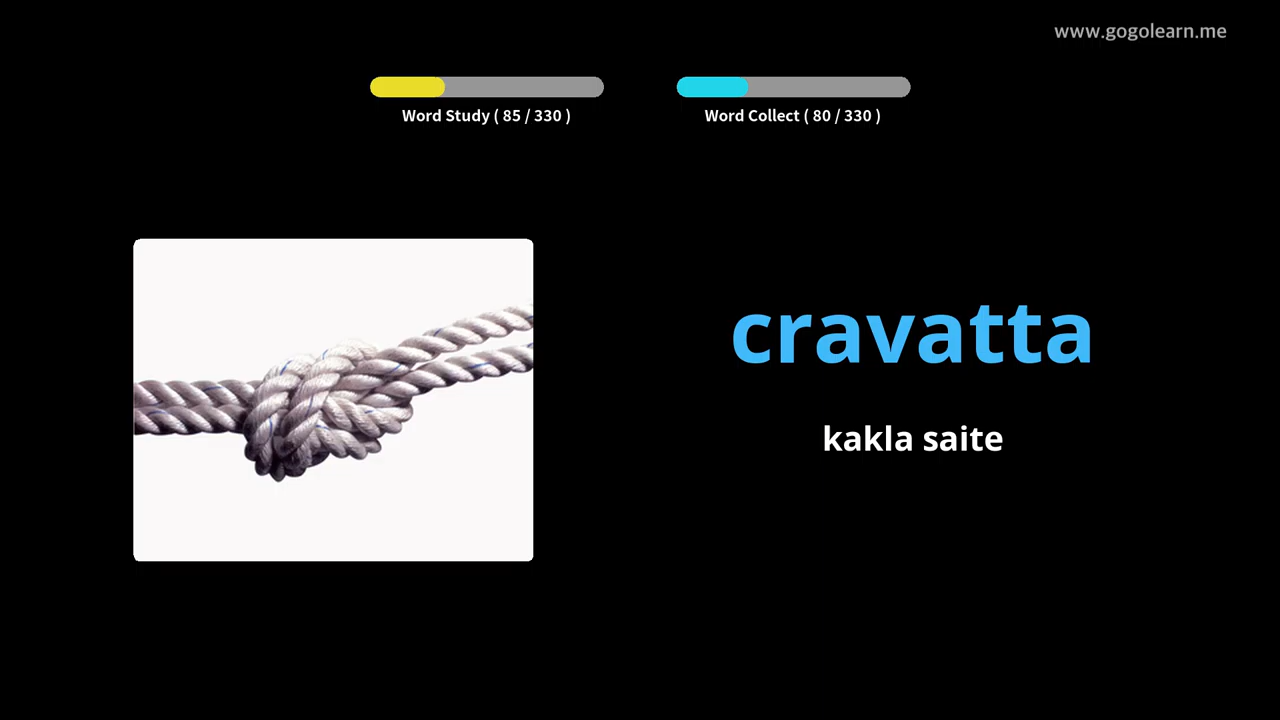 www.gogolearn.me
Word Study ( 85 / 330 )
Word Collect ( 80 / 330 )
cravatta
kakla saite